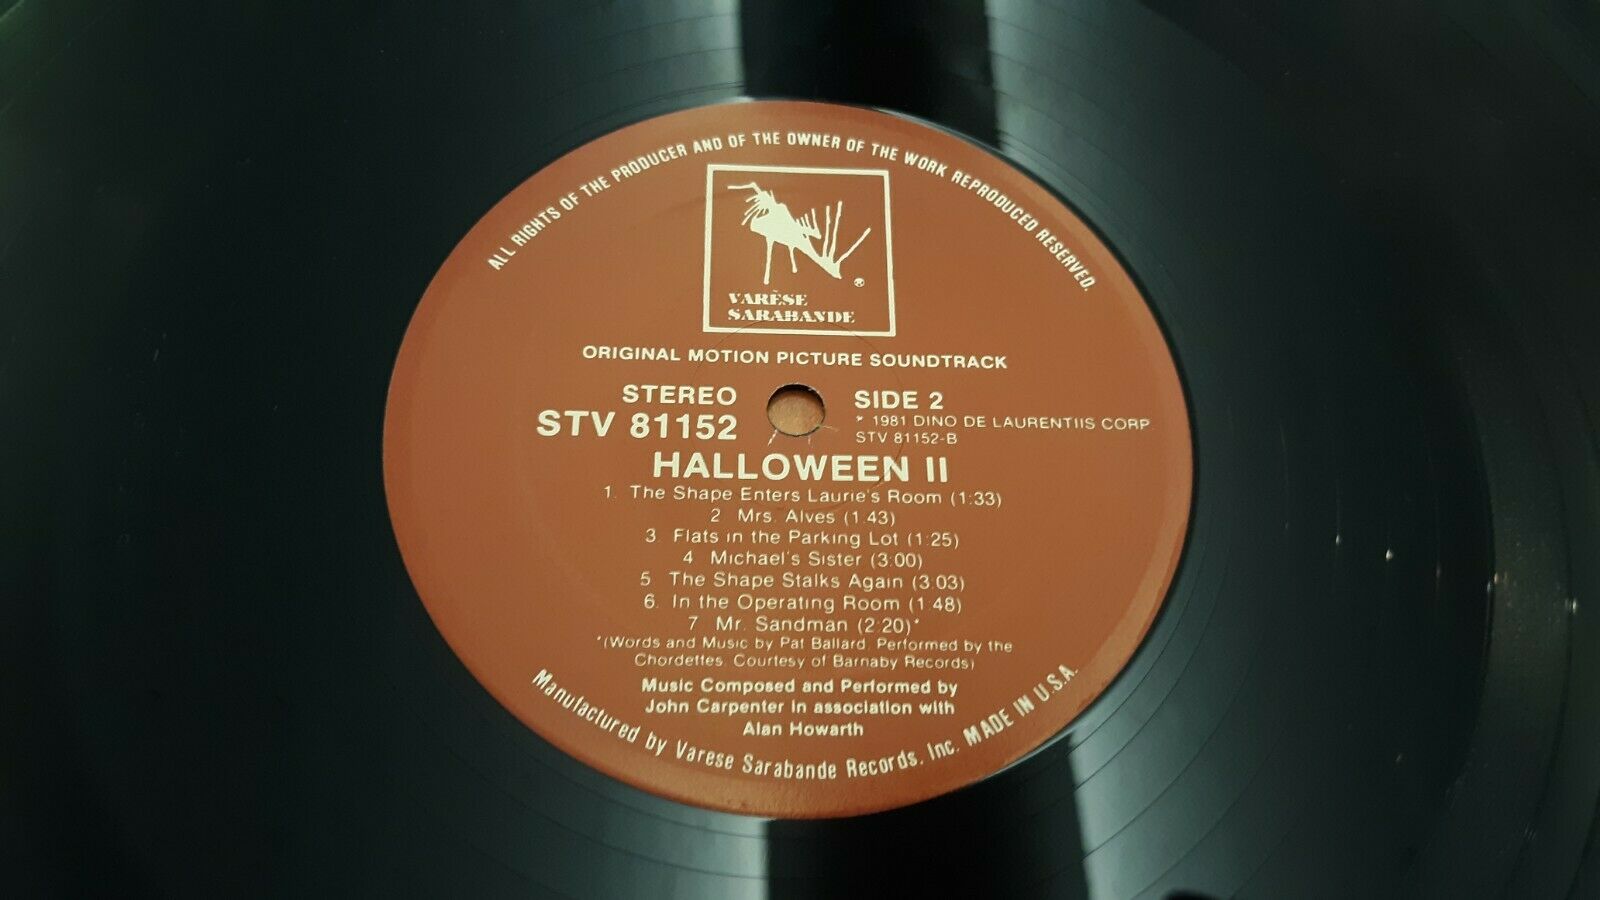 ALL RIGHTS OF THE PRODUCER AND OF THE OWNER OF THE WORK REPRODUCED RESERVED.
VARÈSE
SARABANDE
®
ORIGINAL MOTION PICTURE SOUNDTRACK
STEREO
STV 81152
SIDE 2
* 1981 DINO DE LAURENTIIS CORP
STV 81152-B
HALLOWEEN II
1. The Shape Enters Laurie's Room (1:33)
2 Mrs. Alves (1:43)
3. Flats in the Parking Lot (1:25)
4 Michael's Sister (3:00)
5 The Shape Stalks Again (3:03)
6. In the Operating Room (1:48)
7 Mr. Sandman (2:20)*
*(Words and Music by Pat Ballard. Performed by the
Chordettes. Courtesy of Barnaby Records)
Music Composed and Performed by
John Carpenter in association with
Alan Howarth
Manufactured by Varese Sarabande Records, Inc. MADE IN U.S.A.